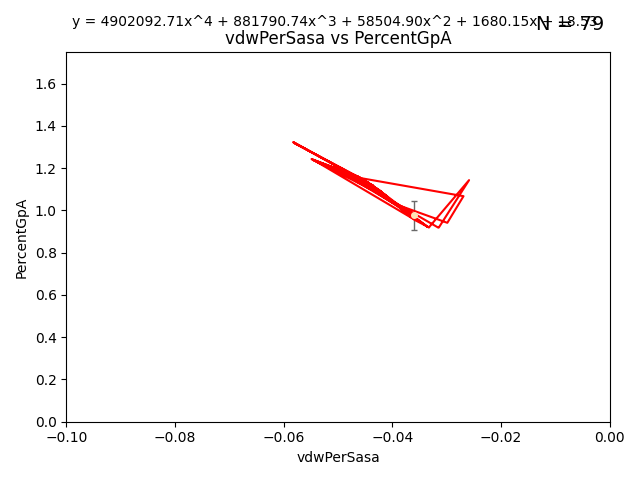 y = 4902092.71x^4 + 881790.74x^3 + 58504.90x^2 + 1680.15x + 18.53
N = 79
vdwPerSasa vs PercentGpA
1.6
1.4
1.2
1.0
0.8
0.6
0.4
0.2
0.0
PercentGpA
−0.10 −0.08 −0.06 −0.04 −0.02 0.00
vdwPerSasa